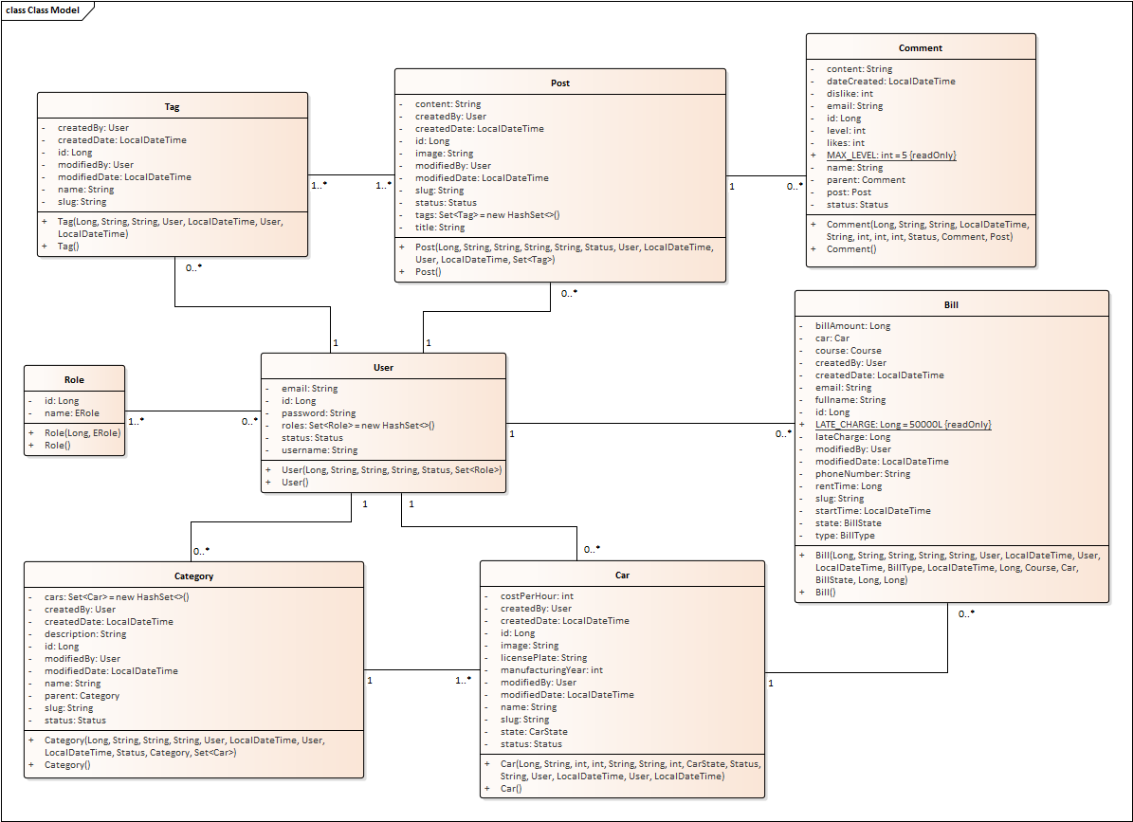 class Class Model
Tag
- createdBy: User
- createdDate: LocalDateTime
- id: Long
- modifiedBy: User
- modifiedDate: LocalDateTime
- name: String
- slug: String
+ Tag(Long, String, String, User, LocalDateTime, User,
LocalDateTime)
+ Tag()
1..*
1..*
0..*
1
Post
- content: String
- createdBy: User
- createdDate: LocalDateTime
- id: Long
- image: String
- modifiedBy: User
- modifiedDate: LocalDateTime
- slug: String
- status: Status
- tags: Set<Tag> = new HashSet<>()
- title: String
+ Post(Long, String, String, String, String, Status, User, LocalDateTime,
User, LocalDateTime, Set<Tag>)
+ Post()
1
0..*
0..*
1
Comment
- content: String
- dateCreated: LocalDateTime
- dislike: int
- email: String
- id: Long
- level: int
- likes: int
+ MAX_LEVEL: int = 5 {readOnly}
- name: String
- parent: Comment
- post: Post
- status: Status
+ Comment(Long, String, String, LocalDateTime,
String, int, int, int, Status, Comment, Post)
+ Comment()
Role
- id: Long
- name: ERole
+ Role(Long, ERole)
+ Role()
1..*
0..*
User
- email: String
- id: Long
- password: String
- roles: Set<Role> = new HashSet<>()
- status: Status
- username: String
+ User(Long, String, String, String, Status, Set<Role>)
+ User()
1
0..*
1
1
0..*
0..*
Bill
- billAmount: Long
- car: Car
- course: Course
- createdBy: User
- createdDate: LocalDateTime
- email: String
- fullname: String
- id: Long
+ LATE_CHARGE: Long = 50000L {readOnly}
- lateCharge: Long
- modifiedBy: User
- modifiedDate: LocalDateTime
- phoneNumber: String
- rentTime: Long
- slug: String
- startTime: LocalDateTime
- state: BillState
- type: BillType
+ Bill(Long, String, String, String, String, User, LocalDateTime, User,
LocalDateTime, BillType, LocalDateTime, Long, Course, Car,
BillState, Long, Long)
+ Bill()
0..*
1
Category
- cars: Set<Car> = new HashSet<>()
- createdBy: User
- createdDate: LocalDateTime
- description: String
- id: Long
- modifiedBy: User
- modifiedDate: LocalDateTime
- name: String
- parent: Category
- slug: String
- status: Status
+ Category(Long, String, String, String, User, LocalDateTime, User,
LocalDateTime, Status, Category, Set<Car>)
+ Category()
1
1..*
Car
- costPerHour: int
- createdBy: User
- createdDate: LocalDateTime
- id: Long
- image: String
- licensePlate: String
- manufacturingYear: int
- modifiedBy: User
- modifiedDate: LocalDateTime
- name: String
- slug: String
- state: CarState
- status: Status
+ Car(Long, String, int, int, String, String, int, CarState, Status,
String, User, LocalDateTime, User, LocalDateTime)
+ Car()